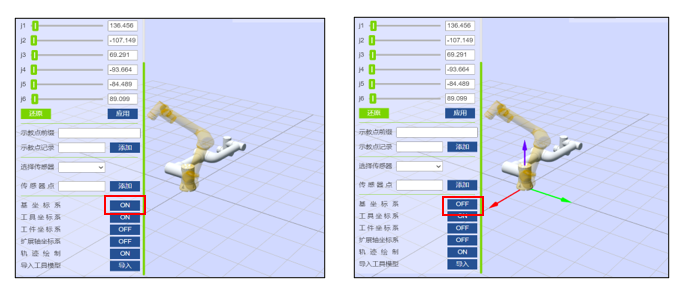 j1 136.456
j2 -107.149
j3 69.291
j4 -93.664
j5 -84.489
j6 89.099
还原 应用
示教点前缀
示教点记录 添加
选择传感器
传感器点 添加
基坐标系 ON
工具坐标系 ON
工件坐标系 OFF
扩展轴坐标系 OFF
轨迹绘制 ON
导入工具模型 导入
j1 136.456
j2 -107.149
j3 69.291
j4 -93.664
j5 -84.489
j6 89.099
还原 应用
示教点前缀
示教点记录 添加
选择传感器
传感器点 添加
基坐标系 OFF
工具坐标系 ON
工件坐标系 OFF
扩展轴坐标系 OFF
轨迹绘制 ON
导入工具模型 导入